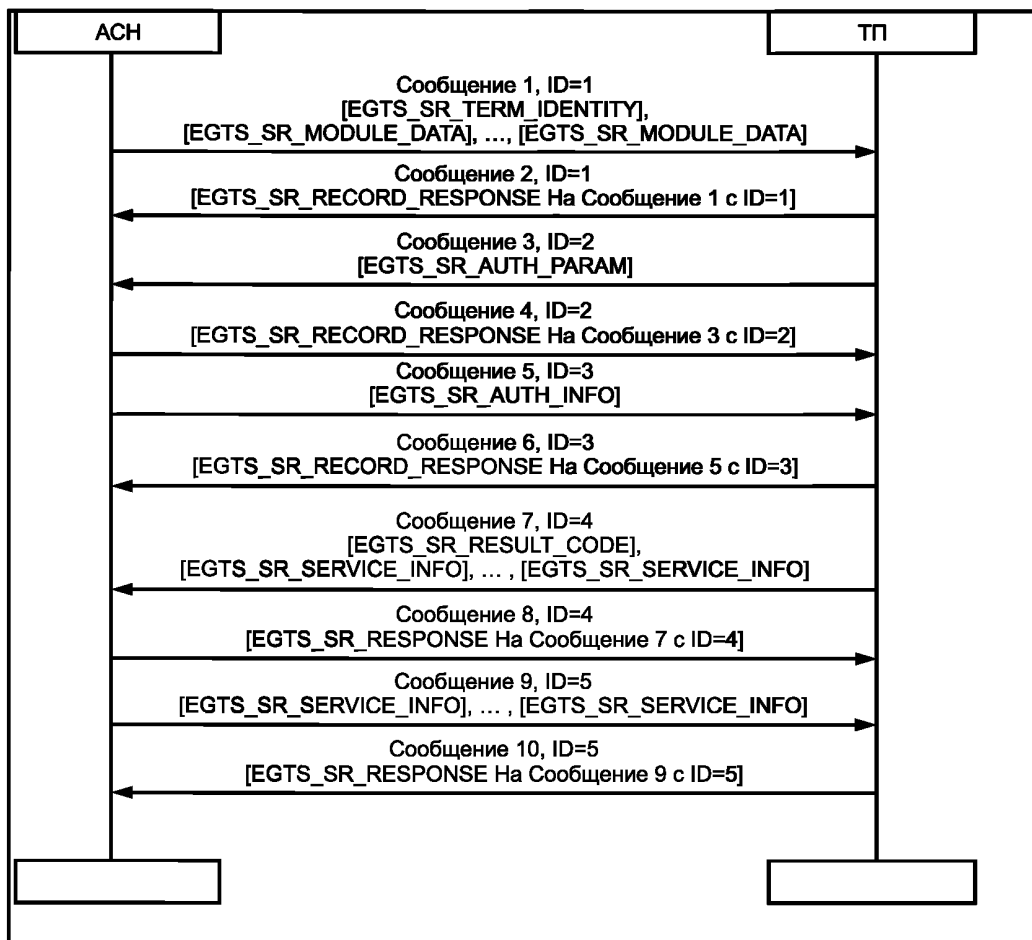 АСН
ТП
Сообщение 1, ID=1
[EGTS_SR_TERM_IDENTITY],
[EGTS_SR_MODULE_DATA], ..., [EGTS_SR_MODULE_DATA]
Сообщение 2, ID=1
[EGTS_SR_RECORD_RESPONSE На Сообщение 1 с ID=1]
Сообщение 3, ID=2
[EGTS_SR_AUTH_PARAM]
Сообщение 4, ID=2
[EGTS_SR_RECORD_RESPONSE На Сообщение 3 с ID=2]
Сообщение 5, ID=3
[EGTS_SR_AUTH_INFO]
Сообщение 6, ID=3
[EGTS_SR_RECORD_RESPONSE На Сообщение 5 с ID=3]
Сообщение 7, ID=4
[EGTS_SR_RESULT_CODE],
[EGTS_SR_SERVICE_INFO], ... , [EGTS_SR_SERVICE_INFO]
Сообщение 8, ID=4
[EGTS_SR_RESPONSE На Сообщение 7 с ID=4]
Сообщение 9, ID=5
[EGTS_SR_SERVICE_INFO], ... , [EGTS_SR_SERVICE_INFO]
Сообщение 10, ID=5
[EGTS_SR_RESPONSE На Сообщение 9 с ID=5]